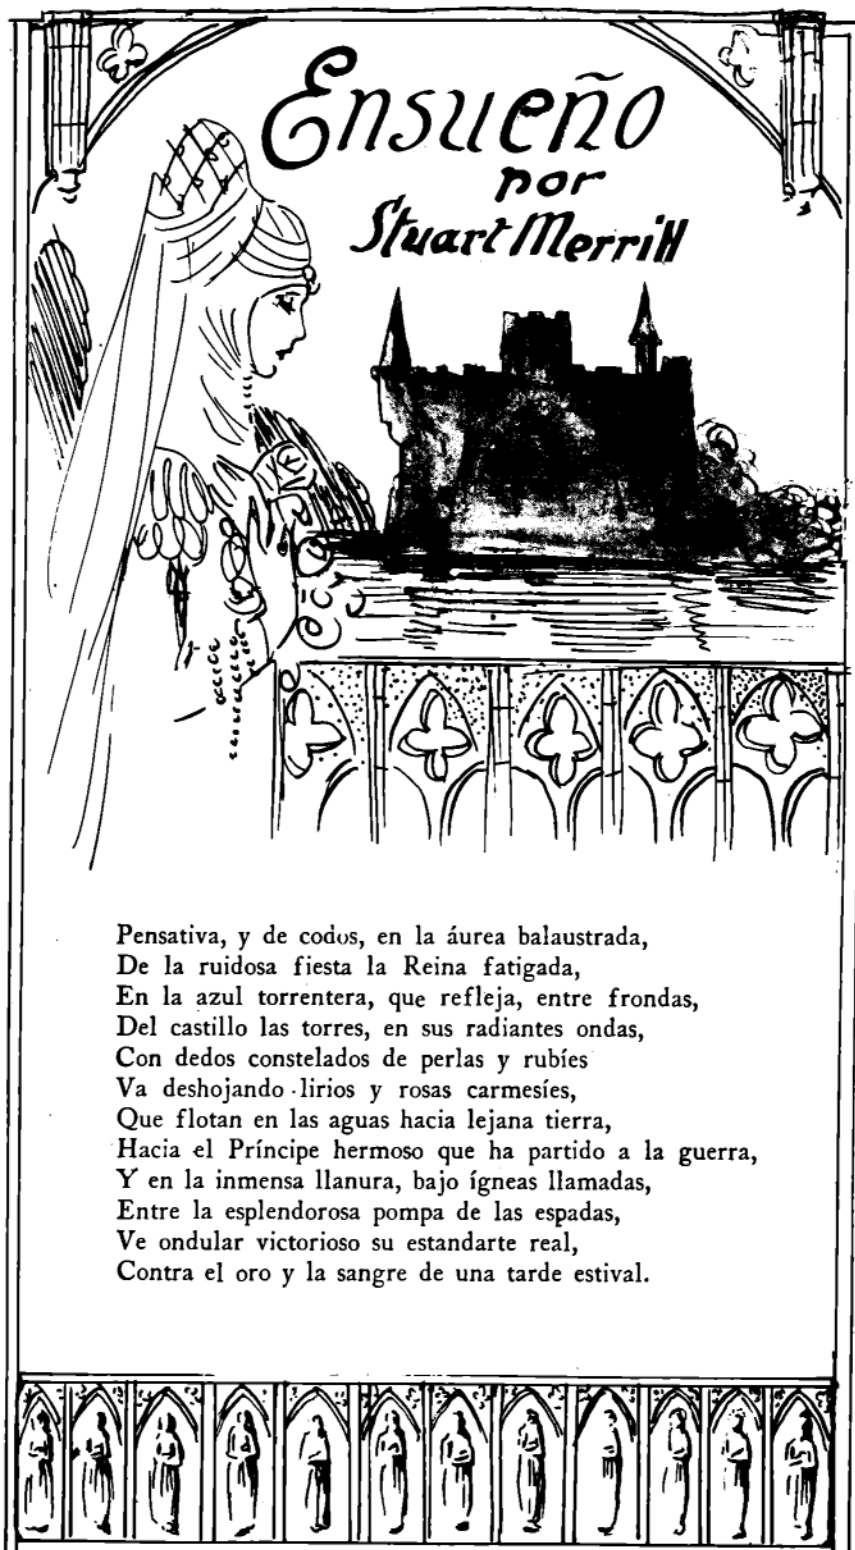 Ensueño
por
Stuart Merrill
Pensativa, y de codos, en la áurea balaustrada,
De la ruidosa fiesta la Reina fatigada,
En la azul torrentera, que refleja, entre frondas,
Del castillo las torres, en sus radiantes ondas,
Con dedos constelados de perlas y rubíes
Va deshojando lirios y rosas carmesíes,
Que flotan en las aguas hacia lejana tierra,
Hacia el Príncipe hermoso que ha partido a la guerra,
Y en la inmensa llanura, bajo ígneas llamadas,
Entre la esplendorosa pompa de las espadas,
Ve ondular victorioso su estandarte real,
Contra el oro y la sangre de una tarde estival.